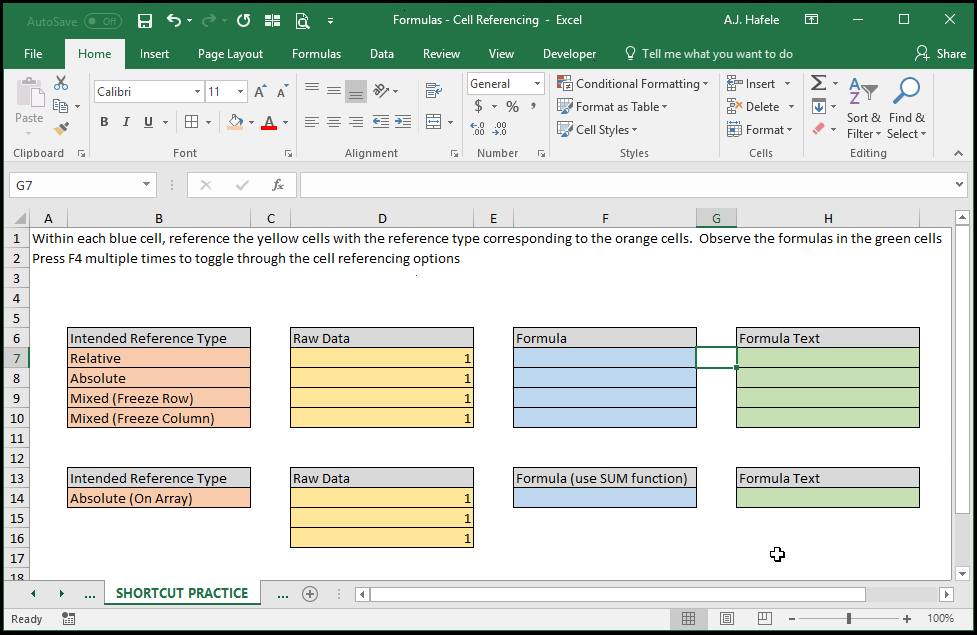 AutoSave Off Formulas - Cell Referencing - Excel A.J. Hafele
File Home Insert Page Layout Formulas Data Review View Developer Tell me what you want to do Share
Calibri 11 General Conditional Formatting Insert
Paste $ % , Format as Table Delete Sort & Find &
B I U A Cell Styles Format Filter Select
Clipboard Font Alignment Number Styles Cells Editing
G7 fx
A B C D E F G H
1 Within each blue cell, reference the yellow cells with the reference type corresponding to the orange cells. Observe the formulas in the green cells
2 Press F4 multiple times to toggle through the cell referencing options
3
4
5
6 Intended Reference Type Raw Data Formula Formula Text
7 Relative 1
8 Absolute 1
9 Mixed (Freeze Row) 1
10 Mixed (Freeze Column) 1
11
12
13 Intended Reference Type Raw Data Formula (use SUM function) Formula Text
14 Absolute (On Array) 1
15 1
16 1
17
18
... SHORTCUT PRACTICE ...
Ready 100%